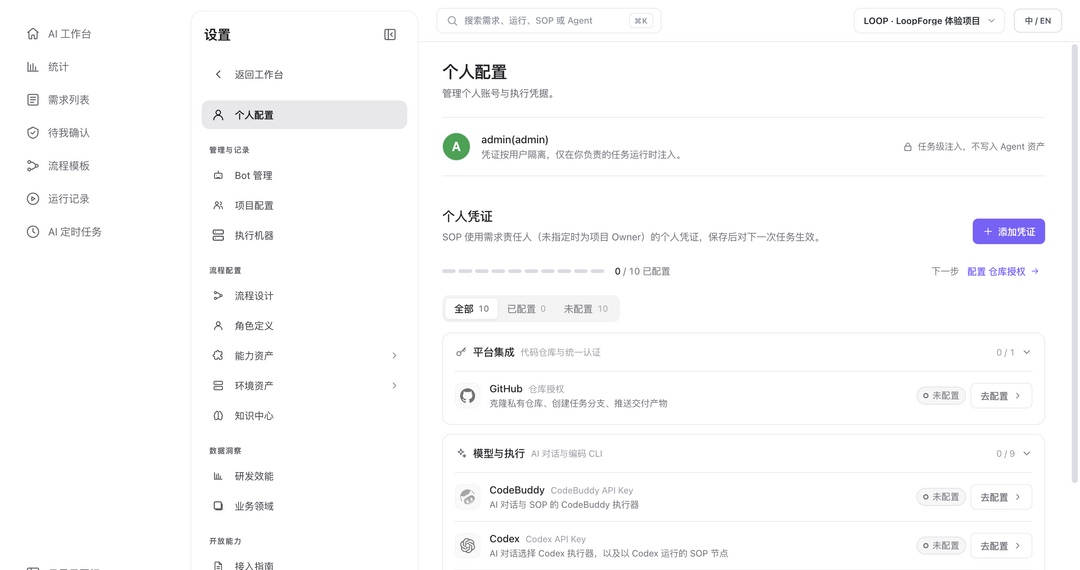 AI 工作台
统计
需求列表
待我确认
流程模板
运行记录
AI 定时任务
设置
返回工作台
个人配置
管理与记录
Bot 管理
项目配置
执行机器
流程配置
流程设计
角色定义
能力资产
环境资产
知识中心
数据洞察
研发效能
业务领域
开放能力
接入指南
搜索需求、运行、SOP 或 Agent ⌘K
LOOP · LoopForge 体验项目
中 / EN
个人配置
管理个人账号与执行凭据。
A
admin(admin)
凭证按用户隔离，仅在你负责的任务运行时注入。
任务级注入，不写入 Agent 资产
个人凭证
SOP 使用需求责任人（未指定时为项目 Owner）的个人凭证，保存后对下一次任务生效。
添加凭证
0 / 10 已配置
下一步 配置 仓库授权 →
全部 10 已配置 0 未配置 10
平台集成 代码仓库与统一认证 0 / 1
GitHub 仓库授权
克隆私有仓库、创建任务分支、推送交付产物
未配置 去配置
模型与执行 AI 对话与编码 CLI 0 / 9
CodeBuddy CodeBuddy API Key
AI 对话与 SOP 的 CodeBuddy 执行器
未配置 去配置
Codex Codex API Key
AI 对话选择 Codex 执行器，以及以 Codex 运行的 SOP 节点
未配置 去配置